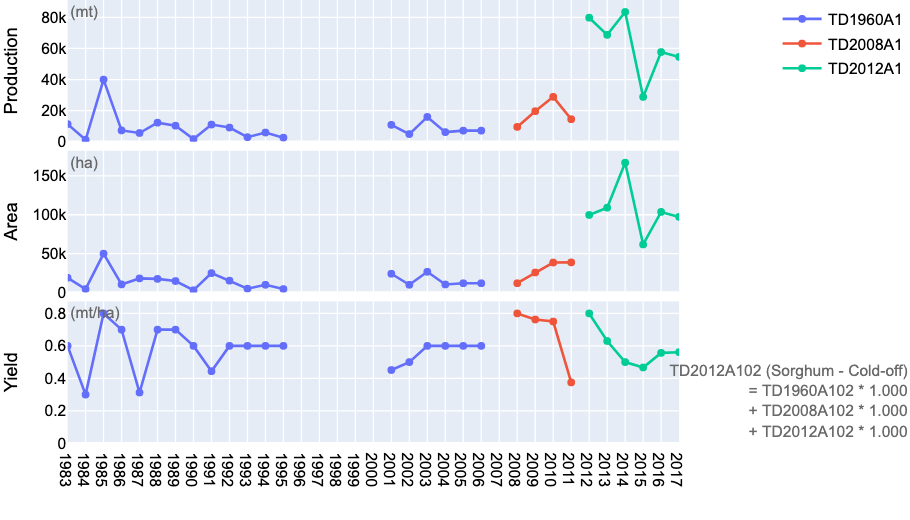 Production
(mt)
80k
60k
40k
20k
0
TD1960A1
TD2008A1
TD2012A1
Area
(ha)
150k
100k
50k
0
Yield
(mt/ha)
0.8
0.6
0.4
0.2
0
TD2012A102 (Sorghum - Cold-off)
= TD1960A102 * 1.000
+ TD2008A102 * 1.000
+ TD2012A102 * 1.000
1983
1984
1985
1986
1987
1988
1989
1990
1991
1992
1993
1994
1995
1996
1997
1998
1999
2000
2001
2002
2003
2004
2005
2006
2007
2008
2009
2010
2011
2012
2013
2014
2015
2016
2017